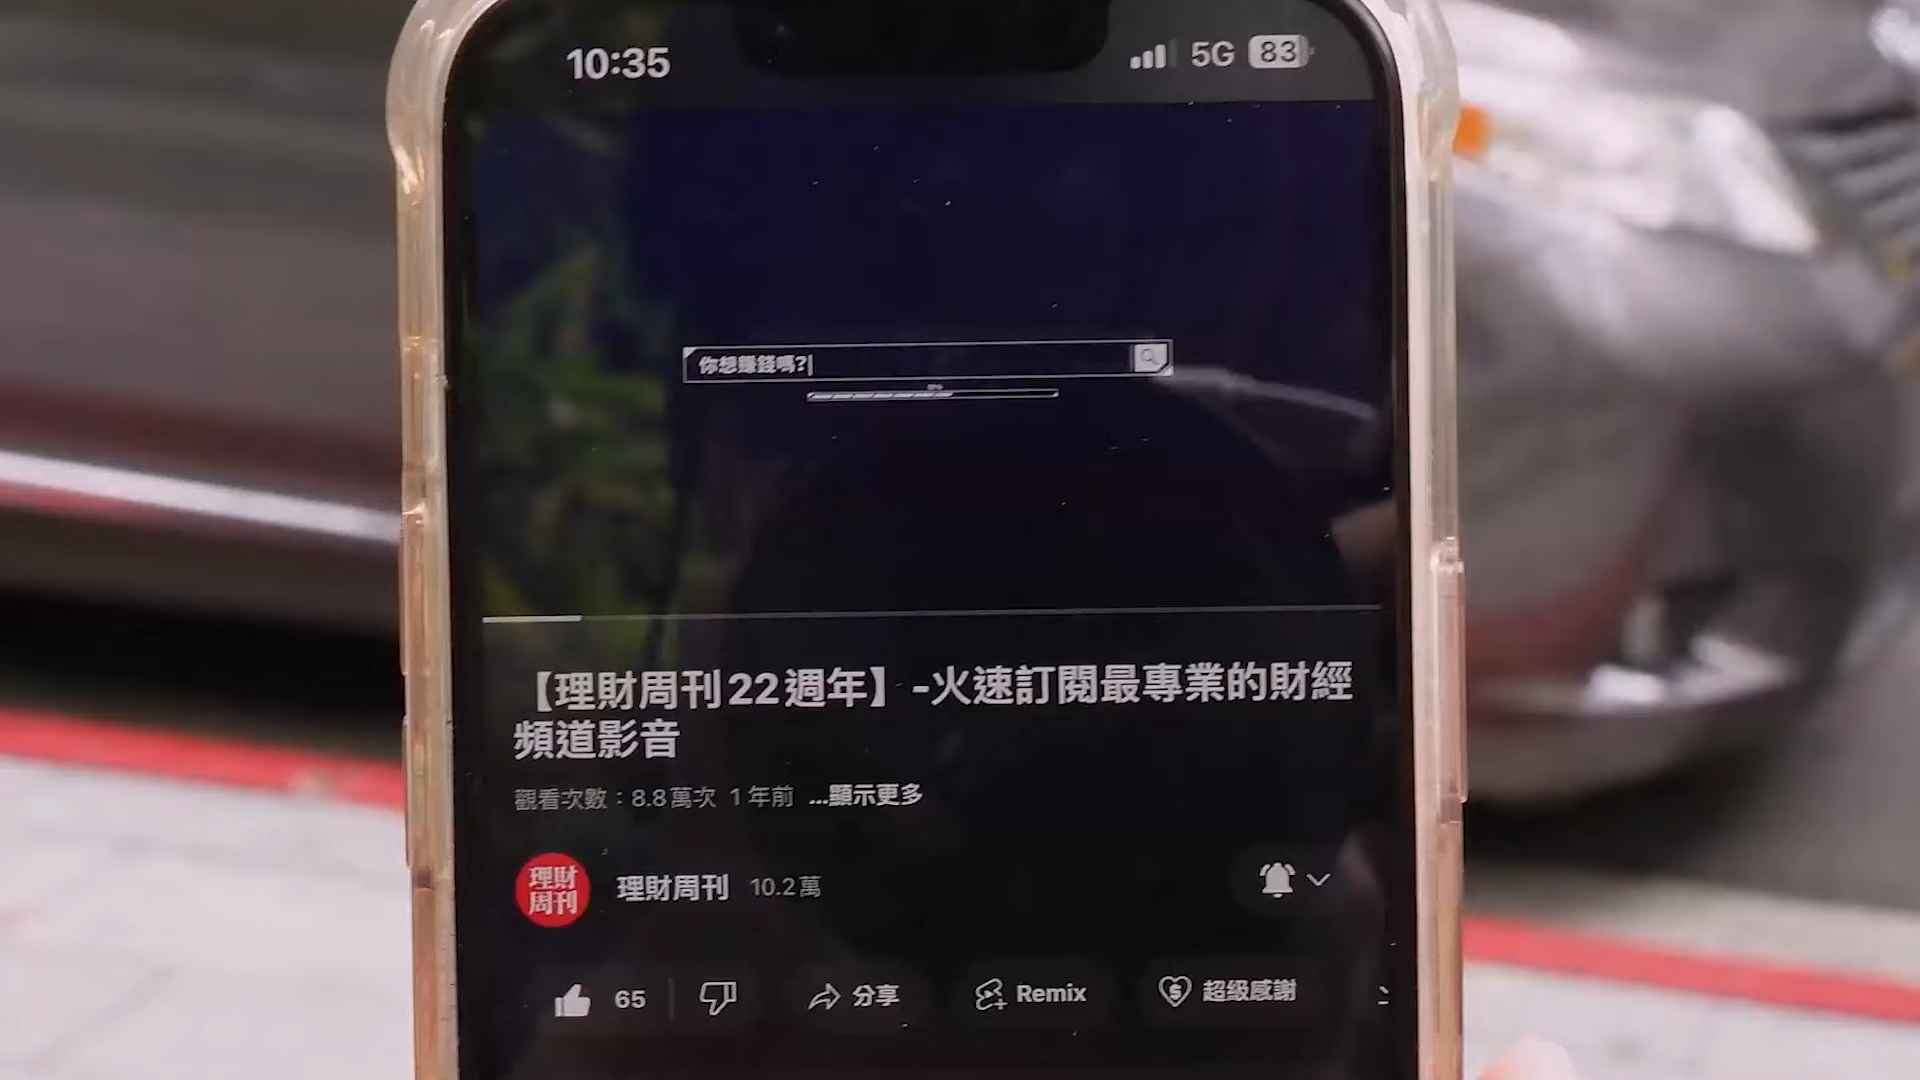 10:35
5G 83
你想賺錢嗎?
【理財周刊22週年】-火速訂閱最專業的財經
頻道影音
觀看次數：8.8萬次 1年前 ...顯示更多
理財
周刊
理財周刊 10.2萬
65 分享 Remix 超級感謝